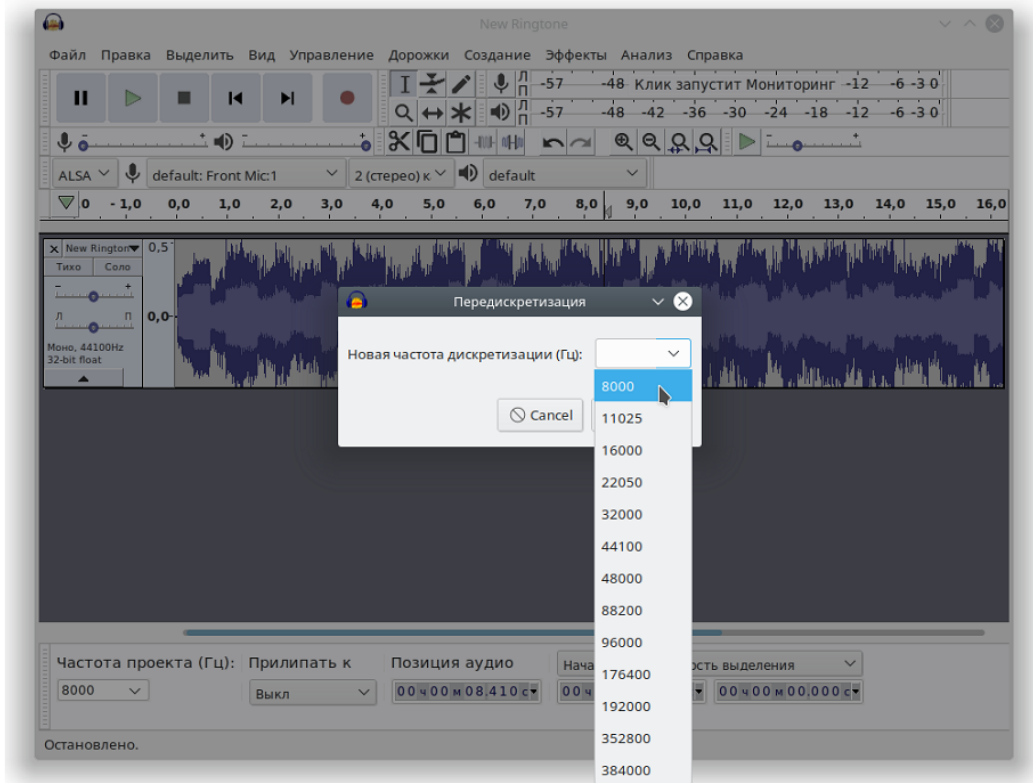 New Ringtone
Файл Правка Выделить Вид Управление Дорожки Создание Эффекты Анализ Справка
Л
П
-57 -48 Клик запустит Мониторинг -12 -6 -3 0
Л
П
-57 -48 -42 -36 -30 -24 -18 -12 -6 -3 0
- +
- +
ALSA default: Front Mic:1 2 (стерео) к default
0 - 1,0 0,0 1,0 2,0 3,0 4,0 5,0 6,0 7,0 8,0 9,0 10,0 11,0 12,0 13,0 14,0 15,0 16,0
x New Rington 0,5
Тихо Соло
- +
Л П 0,0
Моно, 44100Hz
32-bit float
Передискретизация
Новая частота дискретизации (Гц):
Cancel
8000
11025
16000
22050
32000
44100
48000
88200
96000
176400
192000
352800
384000
Частота проекта (Гц): Прилипать к Позиция аудио Нача ость выделения
8000 Выкл 00 ч 00 м 08,410 с 00 ч 00 ч 00 м 00,000 с
Остановлено.